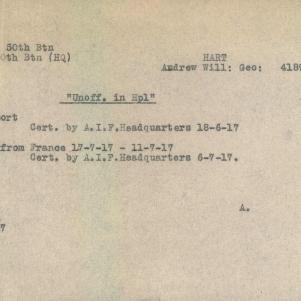 50th Btn
0th Btn (HQ) HART
Andrew Will: Geo: 4189
"Unoff. in Hpl"
ort
Cert. by A.I.F.Headquarters 18-6-17
from France 17-7-17 - 11-7-17
Cert. by A.I.F.Headquarters 6-7-17.
A.
7